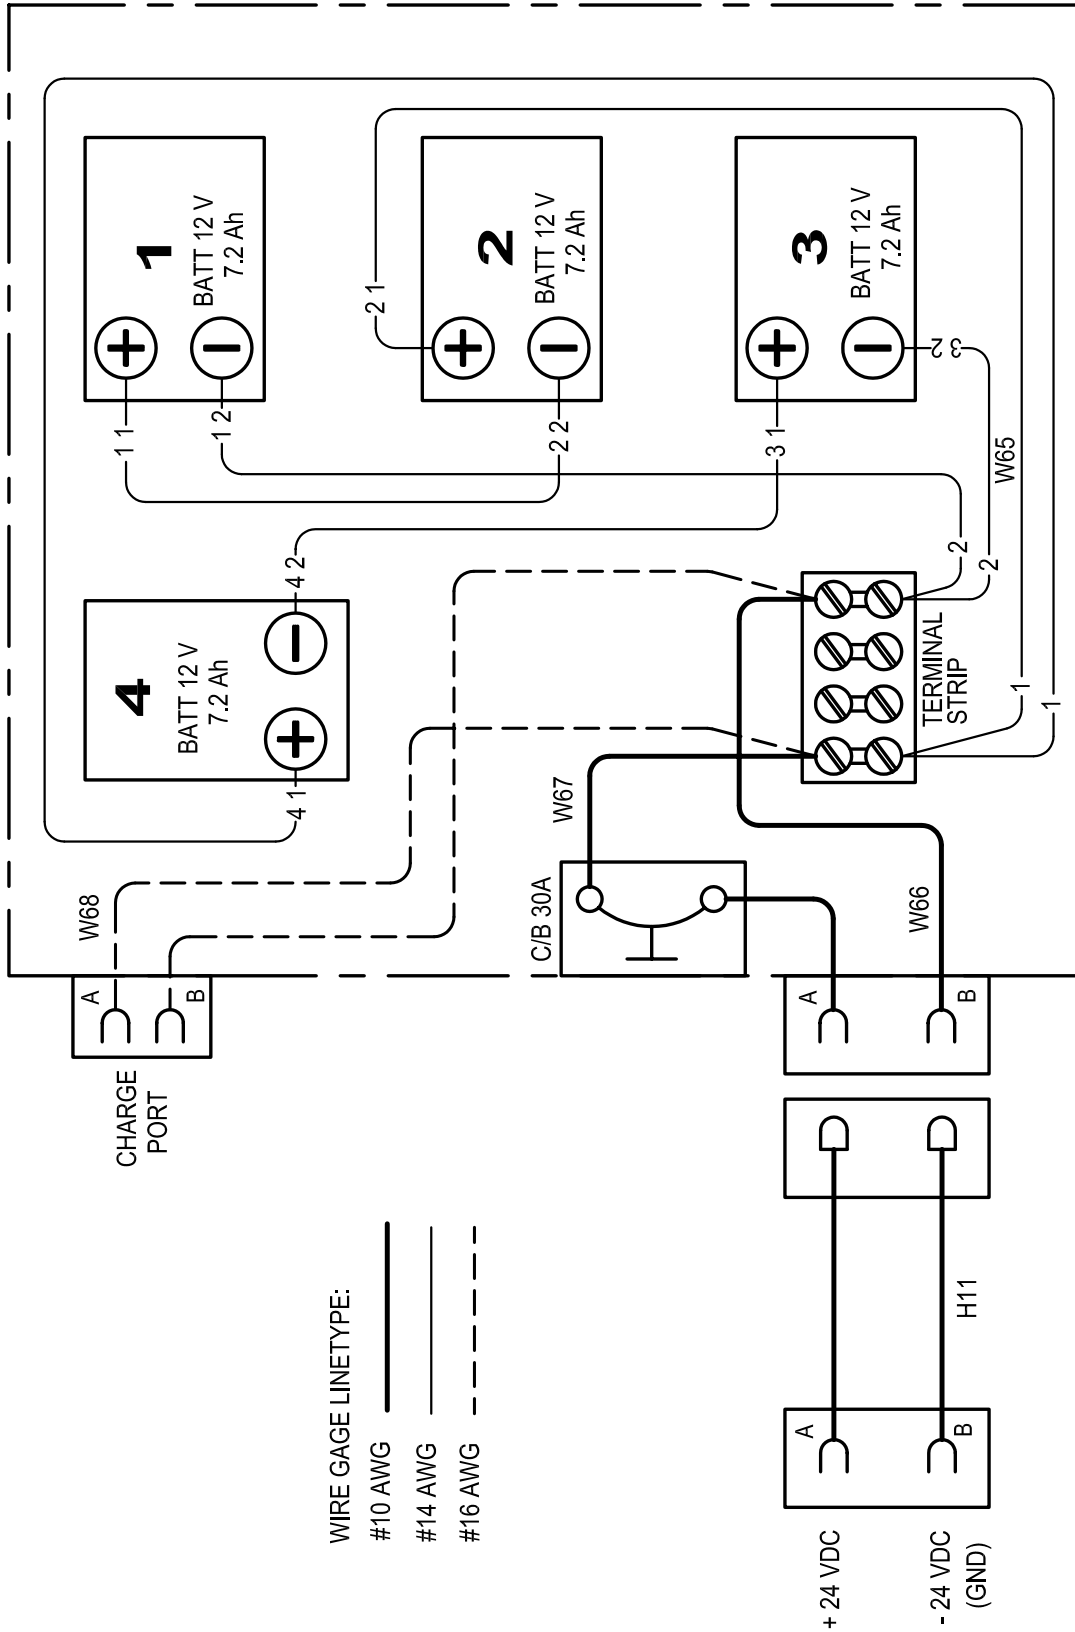 1
BATT 12 V
7.2 Ah
1 1
1 2
2
BATT 12 V
7.2 Ah
2 1
2 2
3
BATT 12 V
7.2 Ah
3 1
3 2
4
BATT 12 V
7.2 Ah
4 1
4 2
W65
2
2
1
1
TERMINAL
STRIP
W67
C/B 30A
W66
W68
A
B
CHARGE
PORT
A
B
H11
A
B
+ 24 VDC
- 24 VDC
(GND)
WIRE GAGE LINETYPE:
#10 AWG
#14 AWG
#16 AWG